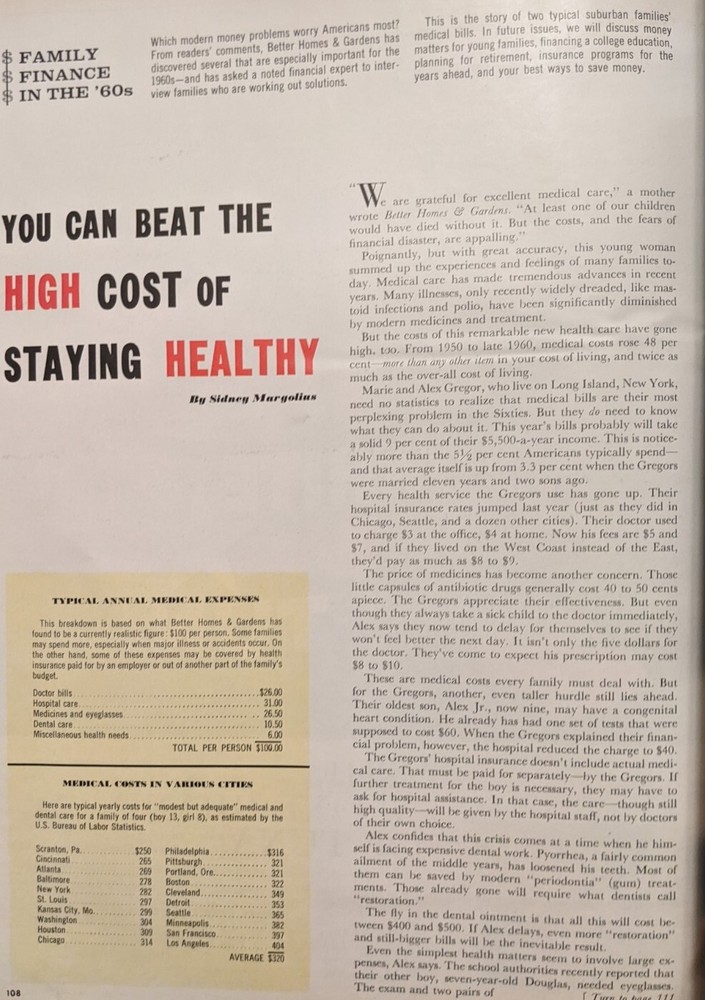 $ FAMILY
$ FINANCE
$ IN THE '60s
Which modern money problems worry Americans most?
From readers' comments, Better Homes & Gardens has
discovered several that are especially important for the
1960s—and has asked a noted financial expert to inter-
view families who are working out solutions.
This is the story of two typical suburban families'
medical bills. In future issues, we will discuss money
matters for young families, financing a college education,
planning for retirement, insurance programs for the
years ahead, and your best ways to save money.
YOU CAN BEAT THE
HIGH COST OF
STAYING HEALTHY
By Sidney Margolius
"We are grateful for excellent medical care," a mother
wrote Better Homes & Gardens. "At least one of our children
would have died without it. But the costs, and the fears of
financial disaster, are appalling."
Poignantly, but with great accuracy, this young woman
summed up the experiences and feelings of many families to-
day. Medical care has made tremendous advances in recent
years. Many illnesses, only recently widely dreaded, like mas-
toid infections and polio, have been significantly diminished
by modern medicines and treatment.
But the costs of this remarkable new health care have gone
high, too. From 1950 to late 1960, medical costs rose 48 per
cent—more than any other item in your cost of living, and twice as
much as the over-all cost of living.
Marie and Alex Gregor, who live on Long Island, New York,
need no statistics to realize that medical bills are their most
perplexing problem in the Sixties. But they do need to know
what they can do about it. This year's bills probably will take
a solid 9 per cent of their $5,500-a-year income. This is notice-
ably more than the 5½ per cent Americans typically spend—
and that average itself is up from 3.3 per cent when the Gregors
were married eleven years and two sons ago.
Every health service the Gregors use has gone up. Their
hospital insurance rates jumped last year (just as they did in
Chicago, Seattle, and a dozen other cities). Their doctor used
to charge $3 at the office, $4 at home. Now his fees are $5 and
$7, and if they lived on the West Coast instead of the East,
they'd pay as much as $8 to $9.
The price of medicines has become another concern. Those
little capsules of antibiotic drugs generally cost 40 to 50 cents
apiece. The Gregors appreciate their effectiveness. But even
though they always take a sick child to the doctor immediately,
Alex says they now tend to delay for themselves to see if they
won't feel better the next day. It isn't only the five dollars for
the doctor. They've come to expect his prescription may cost
$8 to $10.
These are medical costs every family must deal with. But
for the Gregors, another, even taller hurdle still lies ahead.
Their oldest son, Alex Jr., now nine, may have a congenital
heart condition. He already has had one set of tests that were
supposed to cost $60. When the Gregors explained their finan-
cial problem, however, the hospital reduced the charge to $40.
The Gregors' hospital insurance doesn't include actual medi-
cal care. That must be paid for separately—by the Gregors. If
further treatment for the boy is necessary, they may have to
ask for hospital assistance. In that case, the care—though still
high quality—will be given by the hospital staff, not by doctors
of their own choice.
Alex confides that this crisis comes at a time when he him-
self is facing expensive dental work. Pyorrhea, a fairly common
ailment of the middle years, has loosened his teeth. Most of
them can be saved by modern "periodontia" (gum) treat-
ments. Those already gone will require what dentists call
"restoration."
The fly in the dental ointment is that all this will cost be-
tween $400 and $500. If Alex delays, even more "restoration"
and still-bigger bills will be the inevitable result.
Even the simplest health matters seem to involve large ex-
penses, Alex says. The school authorities recently reported that
their other boy, seven-year-old Douglas, needed eyeglasses.
The exam and two pairs of
[ Turn to page 111
TYPICAL ANNUAL MEDICAL EXPENSES
This breakdown is based on what Better Homes & Gardens has
found to be a currently realistic figure: $100 per person. Some families
may spend more, especially when major illness or accidents occur. On
the other hand, some of these expenses may be covered by health
insurance paid for by an employer or out of another part of the family's
budget.
Doctor bills $26.00
Hospital care 31.00
Medicines and eyeglasses 26.50
Dental care 10.50
Miscellaneous health needs 6.00
TOTAL PER PERSON $100.00
MEDICAL COSTS IN VARIOUS CITIES
Here are typical yearly costs for "modest but adequate" medical and
dental care for a family of four (boy 13, girl 8), as estimated by the
U.S. Bureau of Labor Statistics.
Scranton, Pa. $250
Cincinnati 265
Atlanta 269
Baltimore 278
New York 282
St. Louis 297
Kansas City, Mo. 299
Washington 304
Houston 309
Chicago 314
Philadelphia $316
Pittsburgh 321
Portland, Ore. 321
Boston 322
Cleveland 349
Detroit 353
Seattle 365
Minneapolis 382
San Francisco 397
Los Angeles 404
AVERAGE $320
108